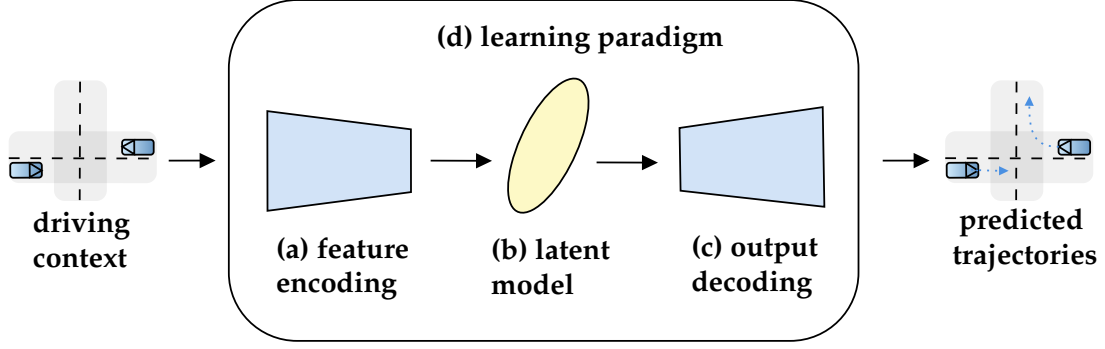 (d) learning paradigm
driving
context
(a) feature
encoding
(b) latent
model
(c) output
decoding
predicted
trajectories